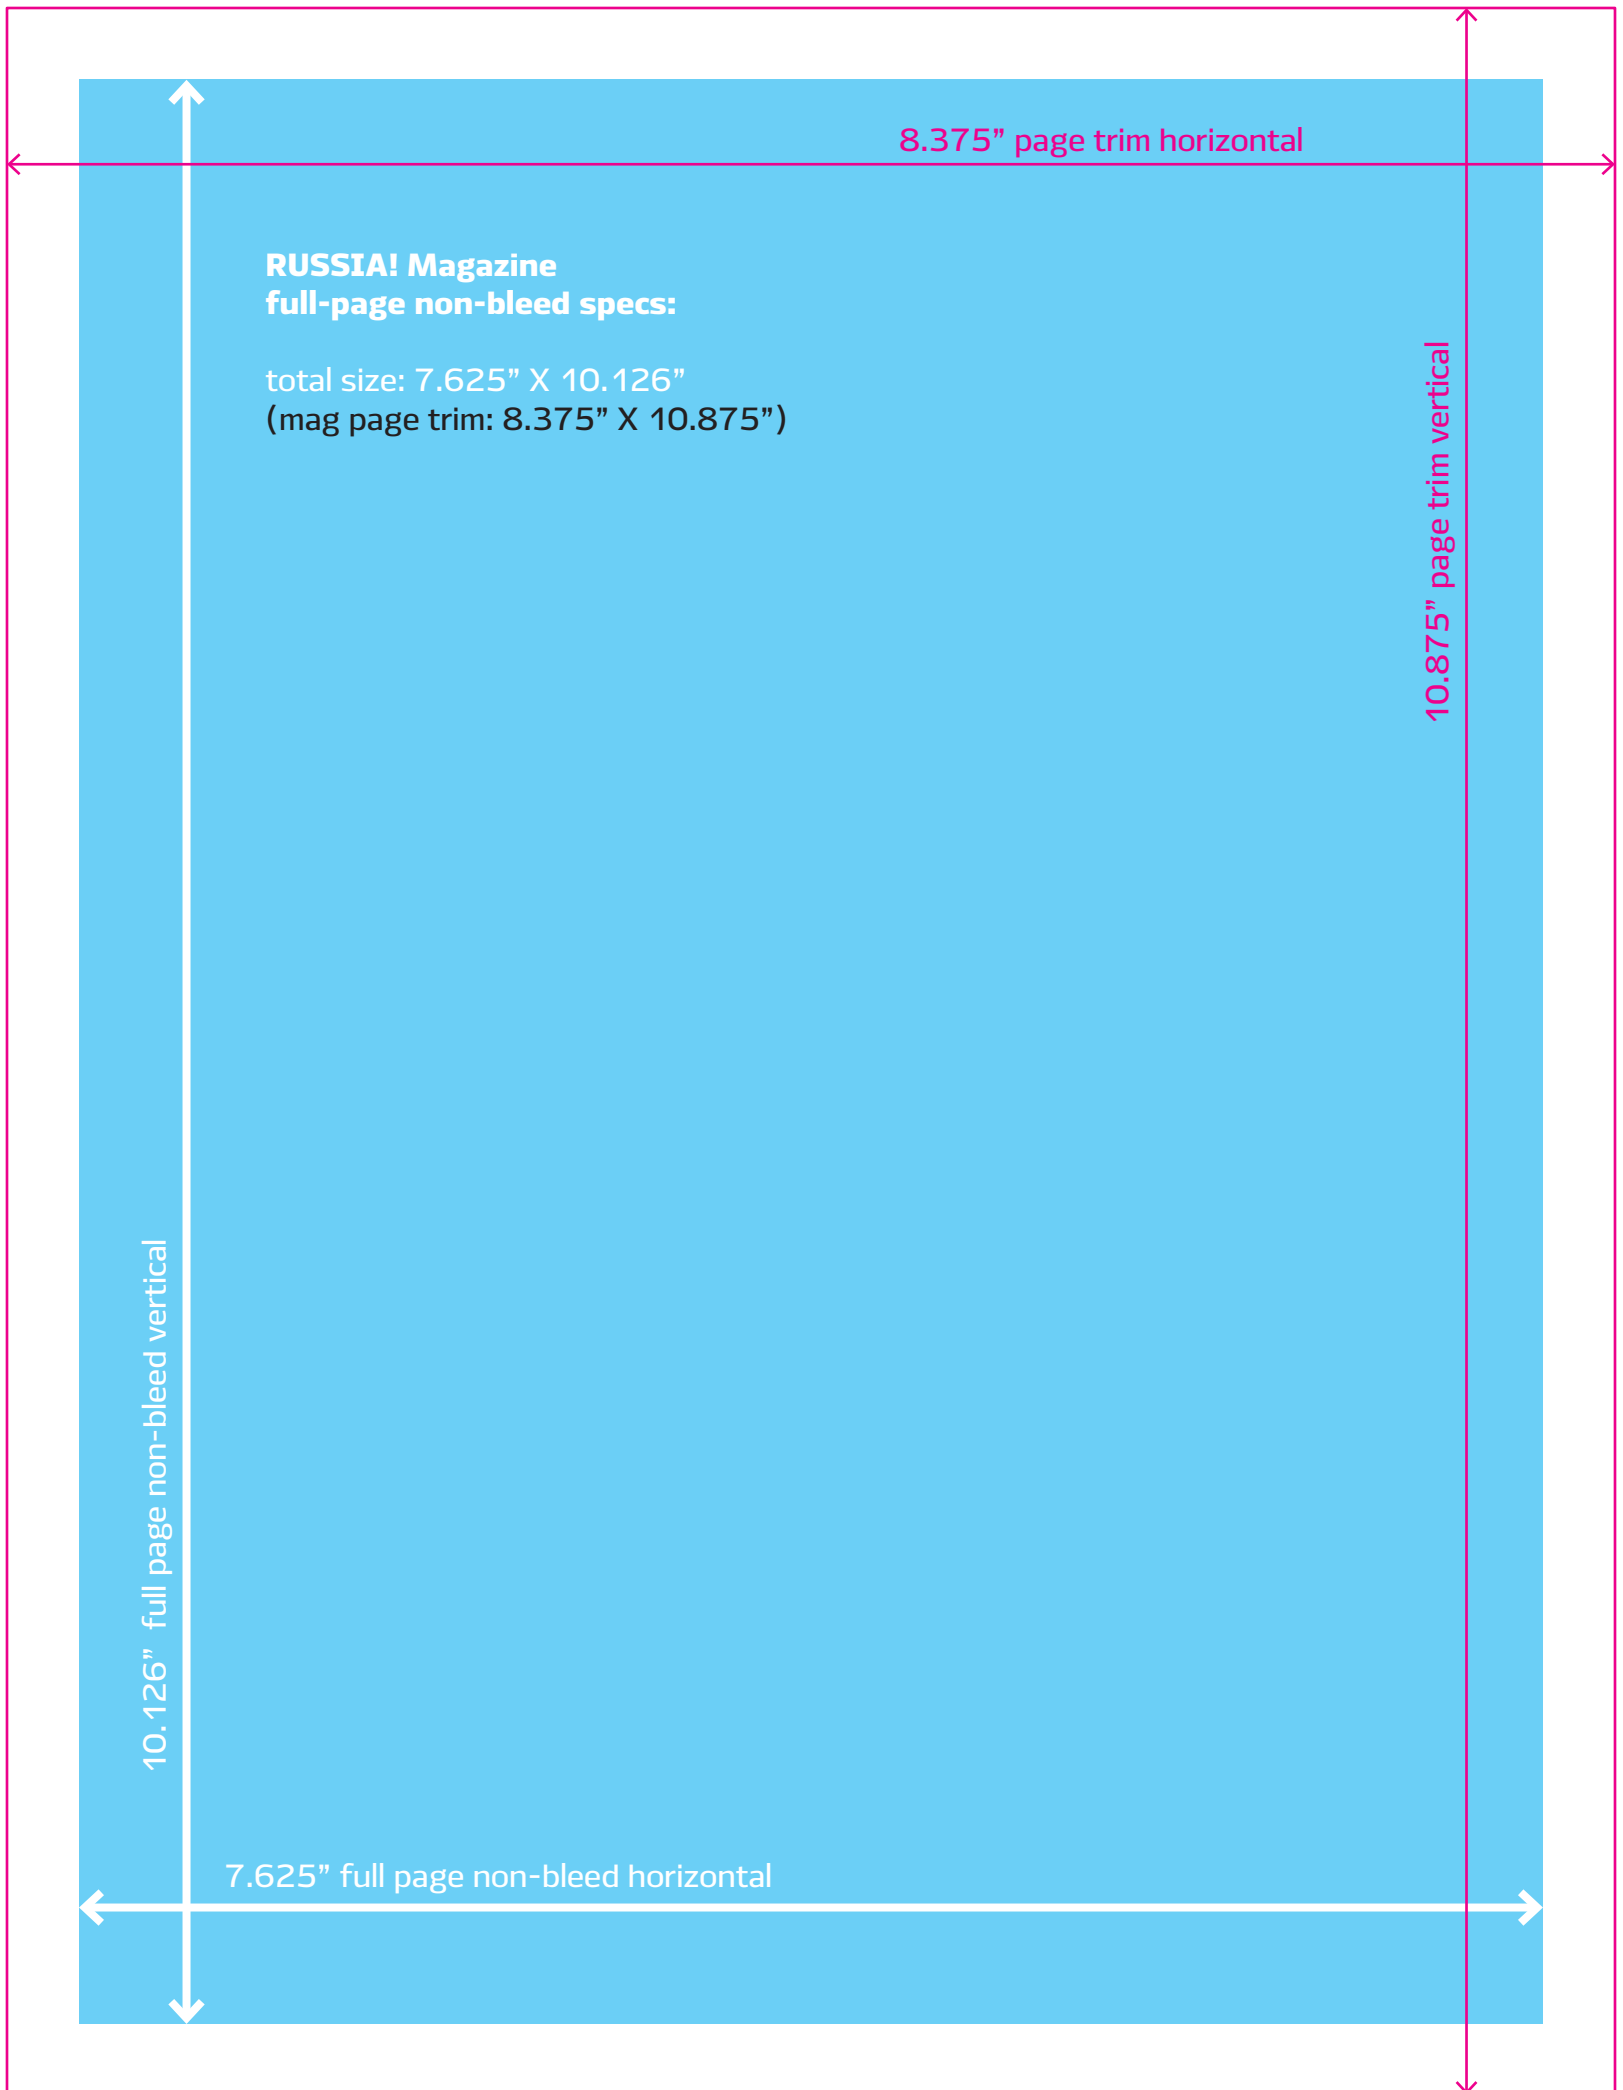 8.375” page trim horizontal
RUSSIA! Magazine
full-page non-bleed specs:
total size: 7.625” X 10.126”
(mag page trim: 8.375” X 10.875”)
10.875” page trim vertical
10.126” full page non-bleed vertical
7.625” full page non-bleed horizontal